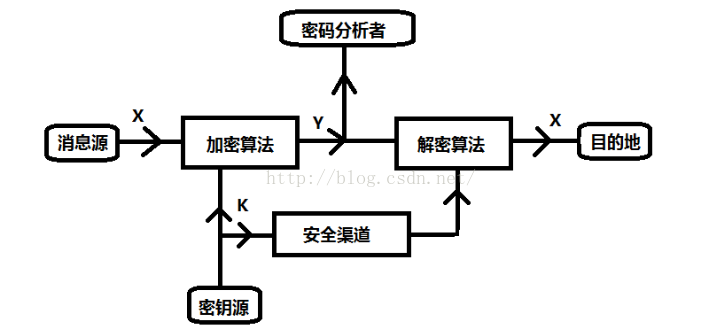 密码分析者
X
Y
X
消息源
加密算法
解密算法
目的地
http://blog.csdn.net/
K
安全渠道
密钥源